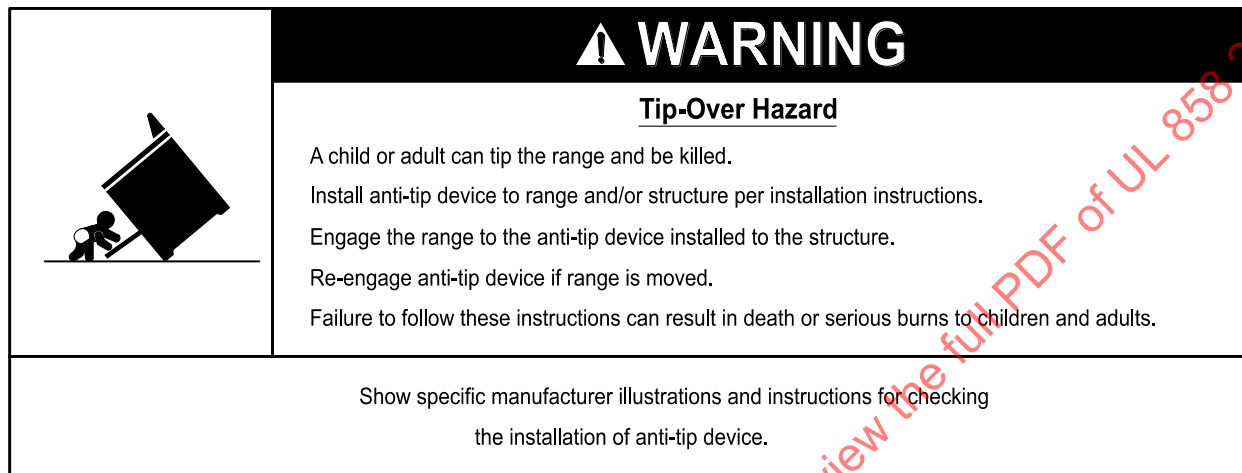 WARNING
Tip-Over Hazard
A child or adult can tip the range and be killed.
Install anti-tip device to range and/or structure per installation instructions.
Engage the range to the anti-tip device installed to the structure.
Re-engage anti-tip device if range is moved.
Failure to follow these instructions can result in death or serious burns to children and adults.
Show specific manufacturer illustrations and instructions for checking
the installation of anti-tip device.
view the full PDF of UL 858